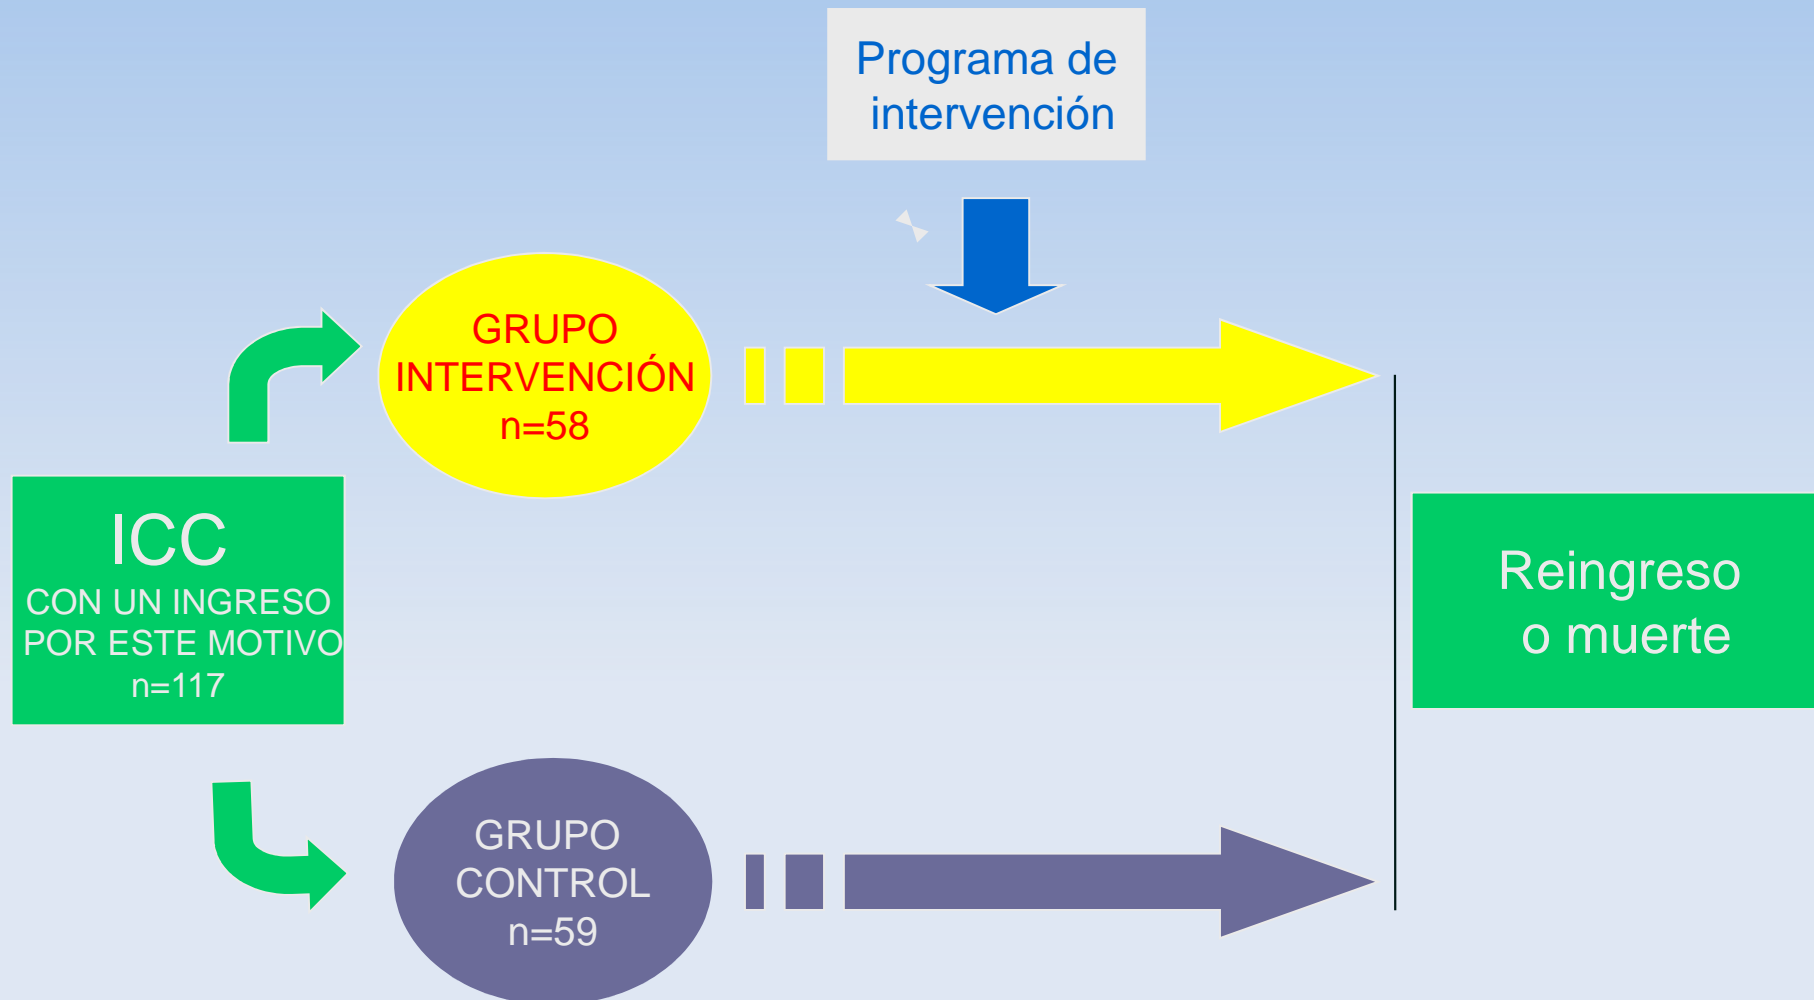 Programa de
intervención
GRUPO
INTERVENCIÓN
n=58
ICC
CON UN INGRESO
POR ESTE MOTIVO
n=117
Reingreso
o muerte
GRUPO
CONTROL
n=59